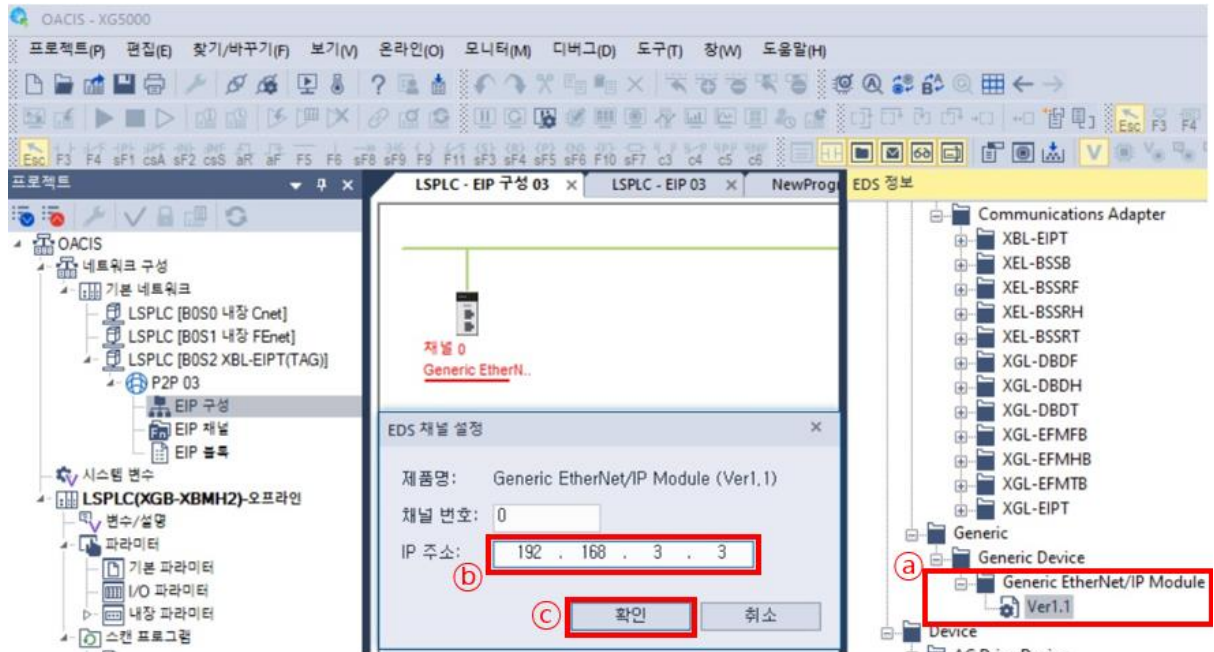 OACIS - XG5000
프로젝트(P) 편집(E) 찾기/바꾸기(F) 보기(V) 온라인(O) 모니터(M) 디버그(D) 도구(T) 창(W) 도움말(H)
Esc F3 F4
Esc F3 F4 sF1 csA sF2 csS aR aF F5 F6 sF8 sF9 F9 F11 sF3 sF4 sF5 sF6 F10 sF7 c3 c4 c5 c6
프로젝트
OACIS
네트워크 구성
기본 네트워크
LSPLC [B0S0 내장 Cnet]
LSPLC [B0S1 내장 FEnet]
LSPLC [B0S2 XBL-EIPT(TAG)]
P2P 03
EIP 구성
EIP 채널
EIP 블록
시스템 변수
LSPLC(XGB-XBMH2)-오프라인
변수/설명
파라미터
기본 파라미터
I/O 파라미터
내장 파라미터
스캔 프로그램
LSPLC - EIP 구성 03 LSPLC - EIP 03 NewProgr
채널 0
Generic EtherN..
EDS 채널 설정
제품명: Generic EtherNet/IP Module (Ver1,1)
채널 번호: 0
IP 주소: 192 . 168 . 3 . 3
ⓑ
ⓒ 확인 취소
EDS 정보
Communications Adapter
XBL-EIPT
XEL-BSSB
XEL-BSSRF
XEL-BSSRH
XEL-BSSRT
XGL-DBDF
XGL-DBDH
XGL-DBDT
XGL-EFMFB
XGL-EFMHB
XGL-EFMTB
XGL-EIPT
Generic
Generic Device
ⓐ Generic EtherNet/IP Module
Ver1.1
Device